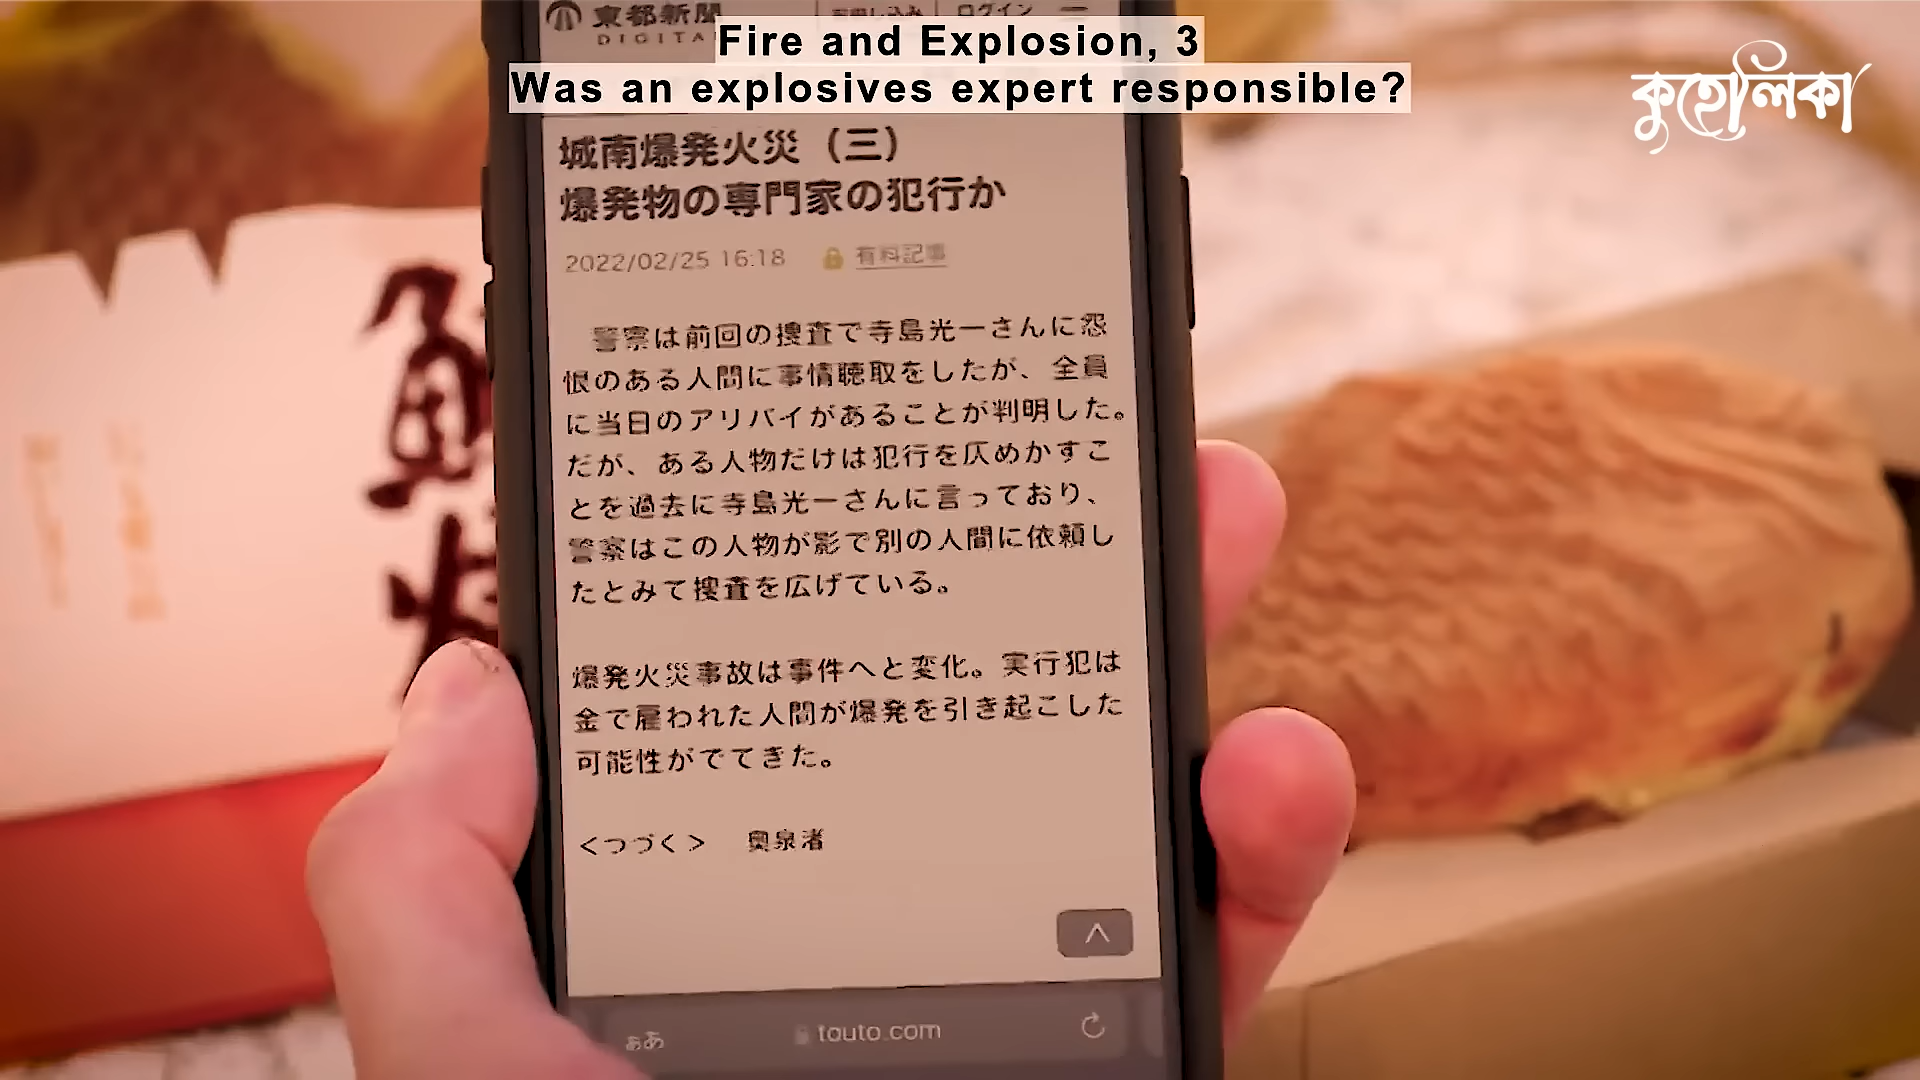 東都新聞
DIGITA
お申し込み
ログイン
Fire and Explosion, 3
Was an explosives expert responsible?
কুহেলিকা
城南爆発火災（三）
爆発物の専門家の犯行か
2022/02/25 16:18 有料記事
警察は前回の捜査で寺島光一さんに怨
恨のある人間に事情聴取をしたが、全員
に当日のアリバイがあることが判明した。
だが、ある人物だけは犯行を仄めかすこ
とを過去に寺島光一さんに言っており、
警察はこの人物が影で別の人間に依頼し
たとみて捜査を広げている。
爆発火災事故は事件へと変化。実行犯は
金で雇われた人間が爆発を引き起こした
可能性がでてきた。
＜つづく＞ 奥泉渚
ぁあ touto.com